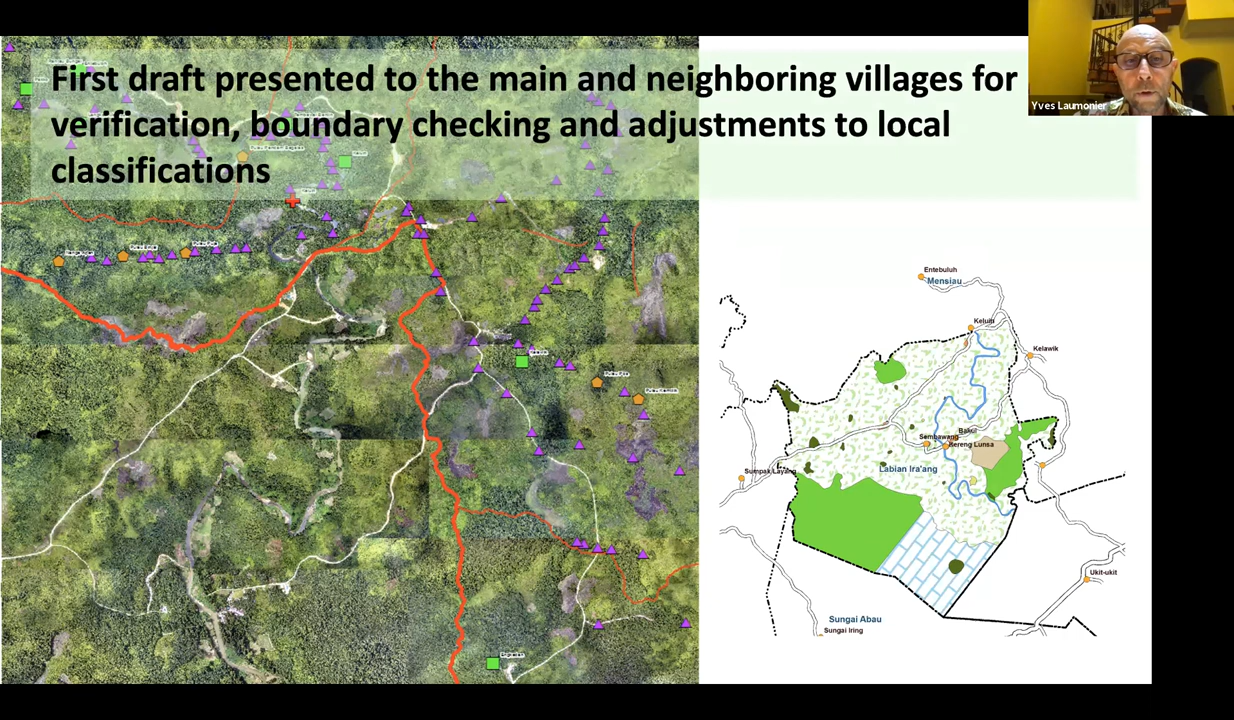 First draft presented to the main and neighboring villages for
verification, boundary checking and adjustments to local
classifications
Yves Laumonier
Entebuluh
Mensiau
Keluin
Kelawik
Bakul
Sembawang
Kereng Lunsa
Labian Ira'ang
Sumpak Layang
Ukit-ukit
Sungai Abau
Sungai Iring